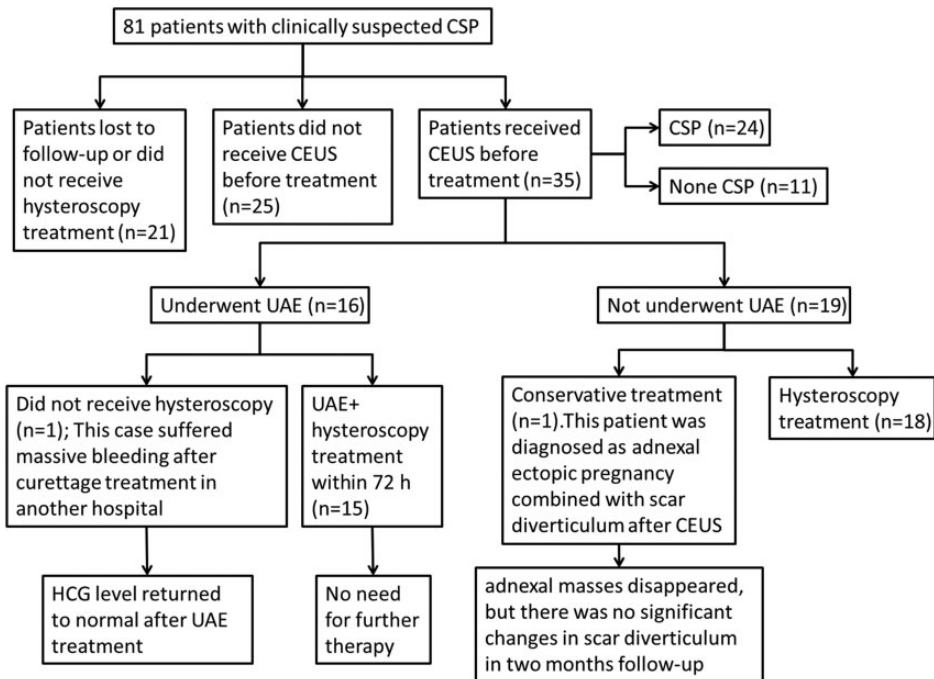 81 patients with clinically suspected CSP
Patients lost to
follow-up or did
not receive
hysteroscopy
treatment (n=21)
Patients did not
receive CEUS
before treatment
(n=25)
Patients received
CEUS before
treatment (n=35)
CSP (n=24)
None CSP (n=11)
Underwent UAE (n=16)
Not underwent UAE (n=19)
Did not receive hysteroscopy
(n=1); This case suffered
massive bleeding after
curettage treatment in
another hospital
UAE+
hysteroscopy
treatment
within 72 h
(n=15)
Conservative treatment
(n=1).This patient was
diagnosed as adnexal
ectopic pregnancy
combined with scar
diverticulum after CEUS
Hysteroscopy
treatment (n=18)
HCG level returned
to normal after UAE
treatment
No need
for further
therapy
adnexal masses disappeared,
but there was no significant
changes in scar diverticulum
in two months follow-up